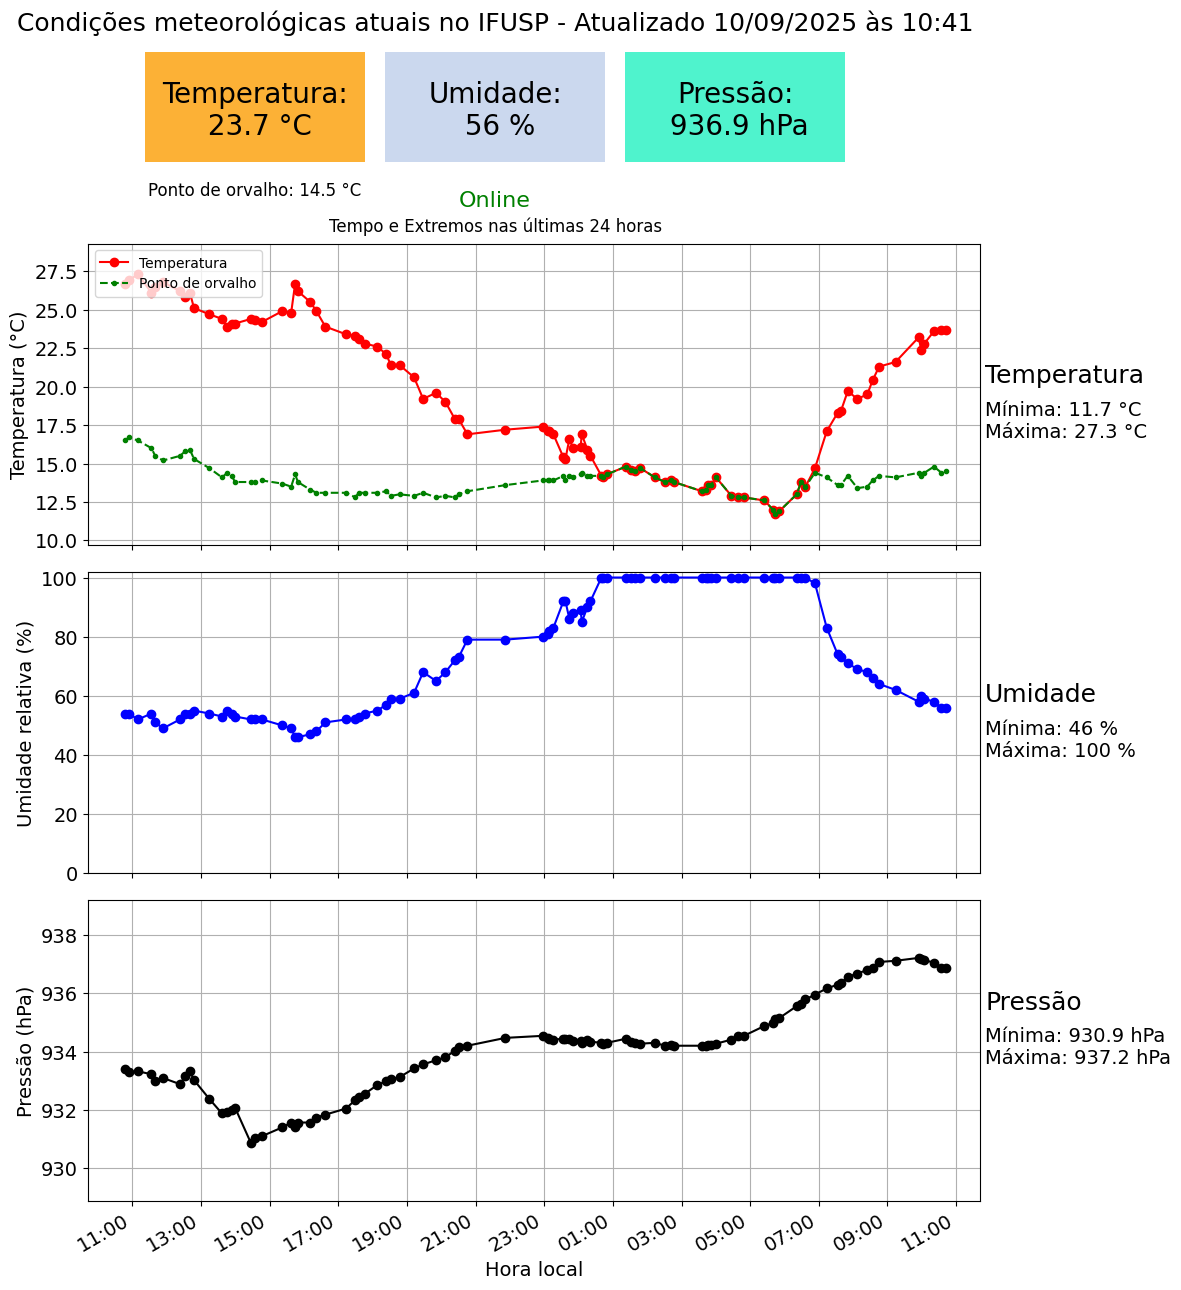 Condições meteorológicas atuais no IFUSP - Atualizado 10/09/2025 às 10:41
Temperatura:
23.7 °C
Umidade:
56 %
Pressão:
936.9 hPa
Ponto de orvalho: 14.5 °C
Online
Tempo e Extremos nas últimas 24 horas
Temperatura
Ponto de orvalho
Temperatura (°C)
27.5
25.0
22.5
20.0
17.5
15.0
12.5
10.0
Temperatura
Mínima: 11.7 °C
Máxima: 27.3 °C
Umidade relativa (%)
100
80
60
40
20
0
Umidade
Mínima: 46 %
Máxima: 100 %
Pressão (hPa)
938
936
934
932
930
Pressão
Mínima: 930.9 hPa
Máxima: 937.2 hPa
11:00 13:00 15:00 17:00 19:00 21:00 23:00 01:00 03:00 05:00 07:00 09:00 11:00
Hora local